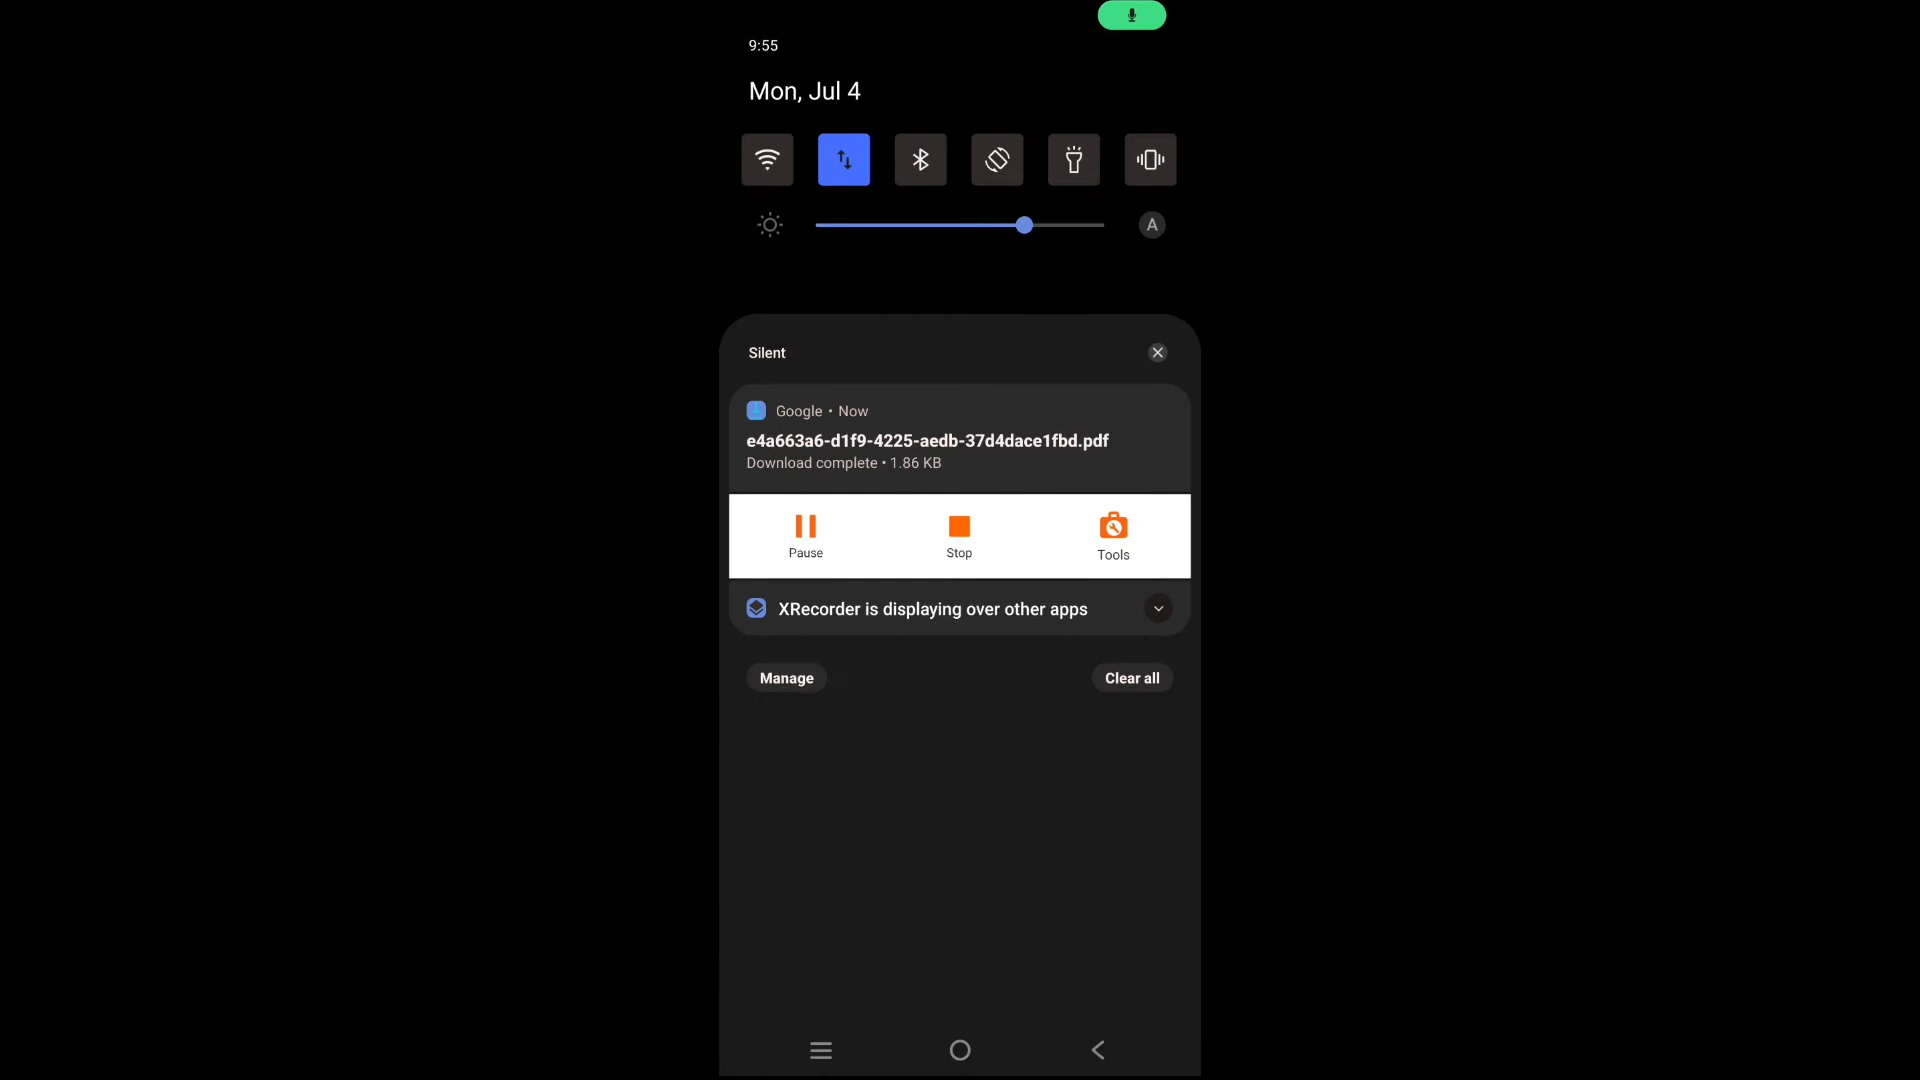 9:55
Mon, Jul 4
A
Silent
Google • Now
e4a663a6-d1f9-4225-aedb-37d4dace1fbd.pdf
Download complete • 1.86 KB
Pause Stop Tools
XRecorder is displaying over other apps
Manage Clear all